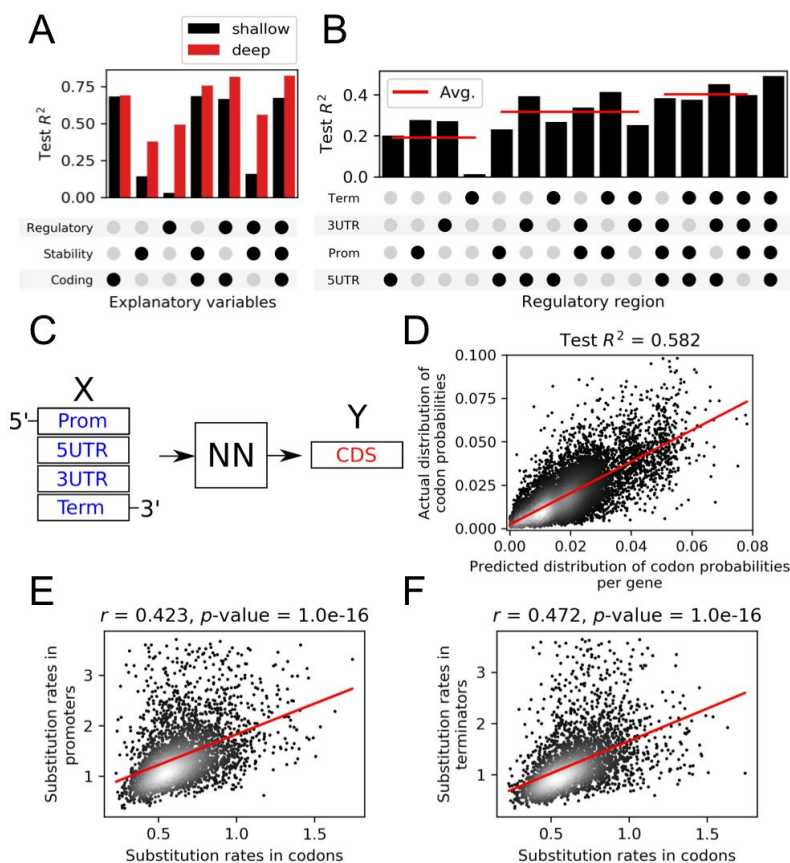 A
shallow
deep
Test R²
0.75
0.50
0.25
0.00
Regulatory
Stability
Coding
Explanatory variables
B
Avg.
Test R²
0.4
0.2
0.0
Term
3UTR
Prom
5UTR
Regulatory region
C
X
5'
Prom
5UTR
3UTR
Term
3'
NN
Y
CDS
D
Test R² = 0.582
Actual distribution of
codon probabilities
0.100
0.075
0.050
0.025
0.000
0.00 0.02 0.04 0.06 0.08
Predicted distribution of codon probabilities
per gene
E
r = 0.423, p-value = 1.0e-16
Substitution rates in
promoters
3
2
1
0.5 1.0 1.5
Substitution rates in codons
F
r = 0.472, p-value = 1.0e-16
Substitution rates in
terminators
3
2
1
0.5 1.0 1.5
Substitution rates in codons